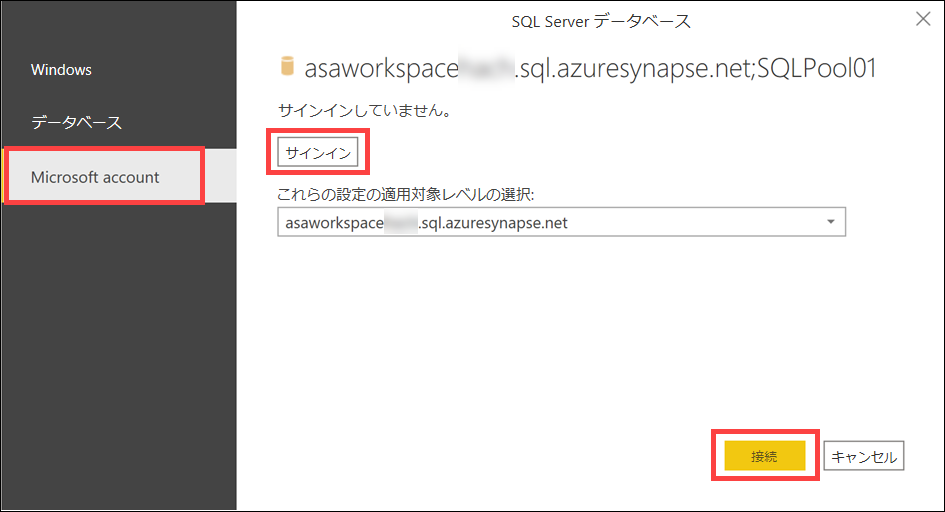 SQL Server データベース
Windows
データベース
Microsoft account
asaworkspace .sql.azuresynapse.net;SQLPool01
サインインしていません。
サインイン
これらの設定の適用対象レベルの選択:
asaworkspace .sql.azuresynapse.net
接続
キャンセル